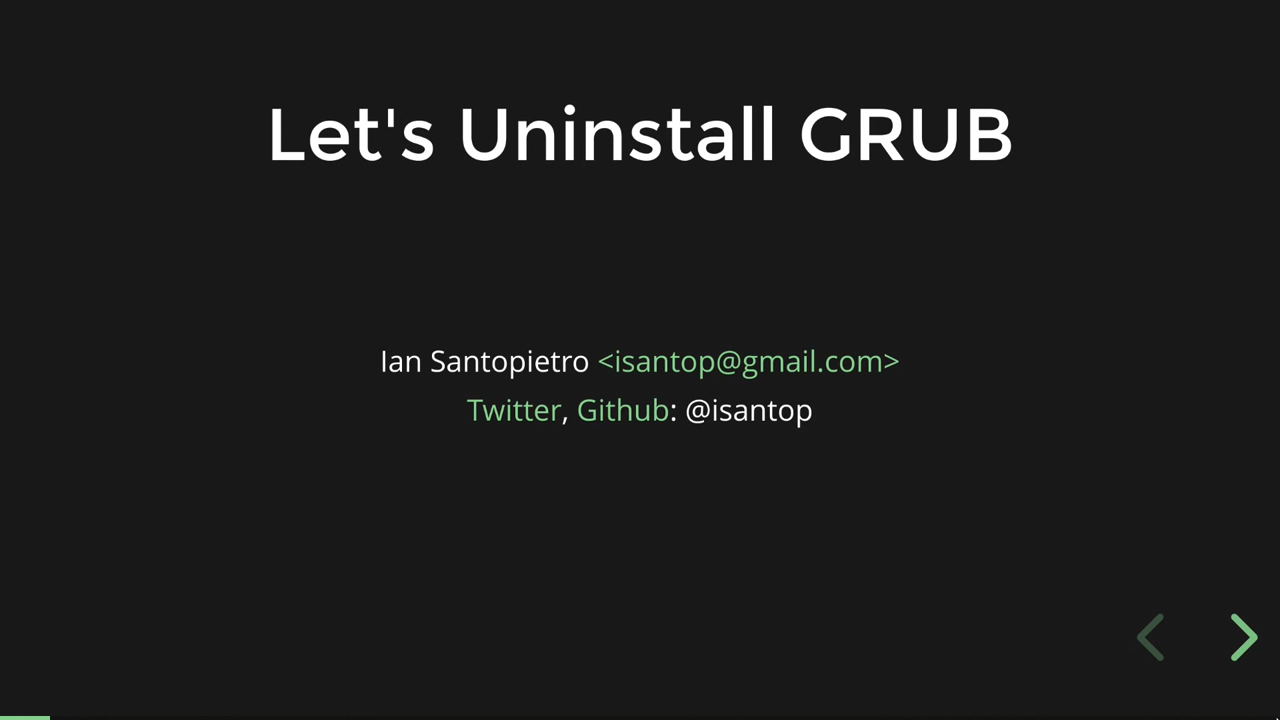 Let's Uninstall GRUB
Ian Santopietro <isantop@gmail.com>
Twitter, Github: @isantop